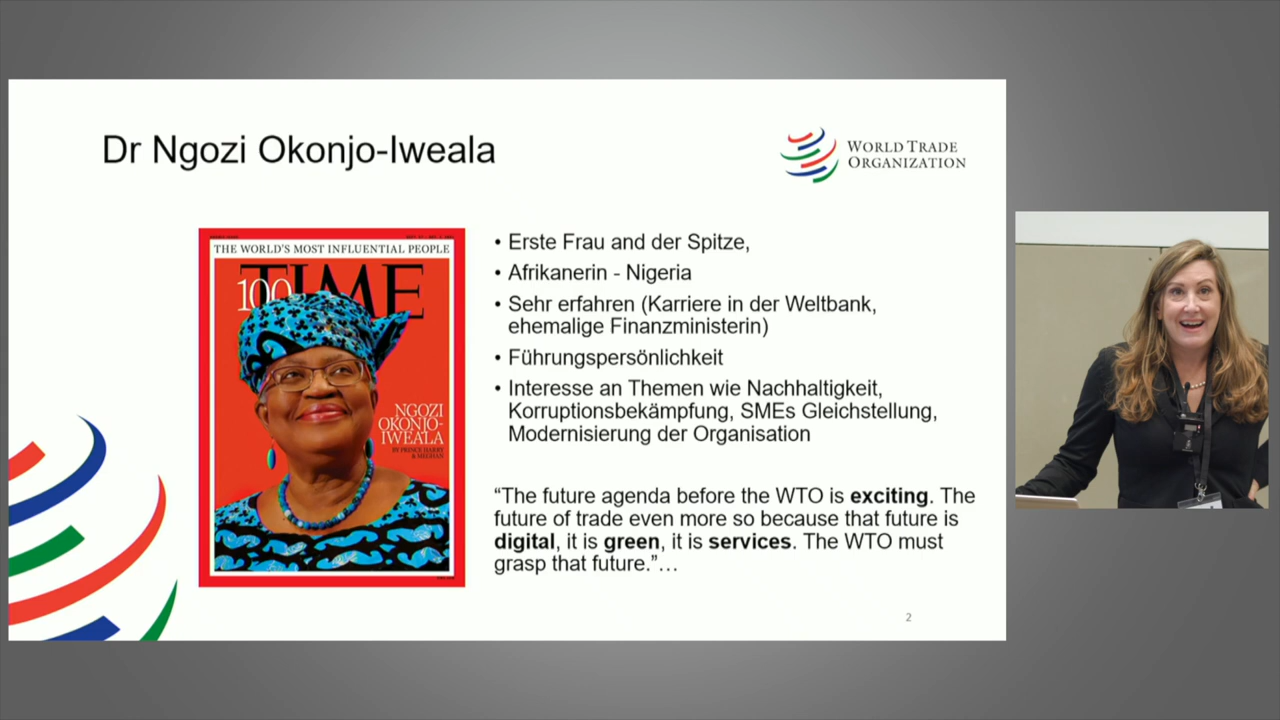 Dr Ngozi Okonjo-Iweala
WORLD TRADE
ORGANIZATION
THE WORLD'S MOST INFLUENTIAL PEOPLE
100
TIME
NGOZI
OKONJO-
IWEALA
BY PRINCE HARRY
& MEGHAN
• Erste Frau and der Spitze,
• Afrikanerin - Nigeria
• Sehr erfahren (Karriere in der Weltbank,
ehemalige Finanzministerin)
• Führungspersönlichkeit
• Interesse an Themen wie Nachhaltigkeit,
Korruptionsbekämpfung, SMEs Gleichstellung,
Modernisierung der Organisation
“The future agenda before the WTO is exciting. The
future of trade even more so because that future is
digital, it is green, it is services. The WTO must
grasp that future.”…
2